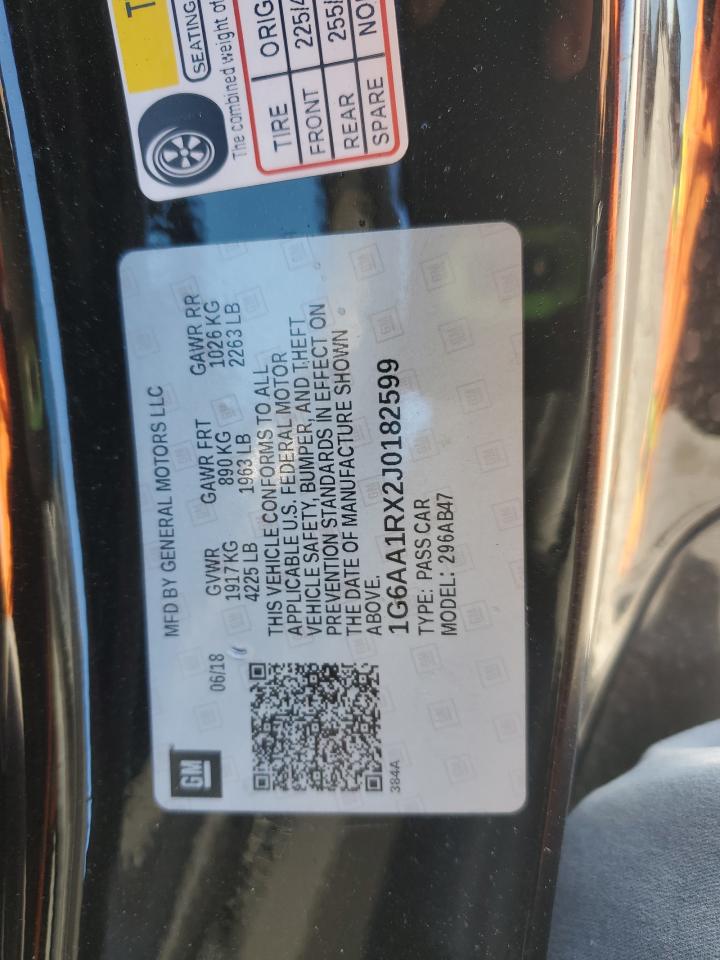 T
SEATING
The combined weight of
TIRE ORIG
FRONT 225/4
REAR 255/
SPARE NO
GM
MFD BY GENERAL MOTORS LLC
06/18 GVWR GAWR FRT GAWR RR
1917 KG 890 KG 1026 KG
4225 LB 1963 LB 2263 LB
THIS VEHICLE CONFORMS TO ALL
APPLICABLE U.S. FEDERAL MOTOR
VEHICLE SAFETY, BUMPER, AND THEFT
PREVENTION STANDARDS IN EFFECT ON
THE DATE OF MANUFACTURE SHOWN
ABOVE.
1G6AA1RX2J0182599
TYPE: PASS CAR
MODEL: 296AB47
384A